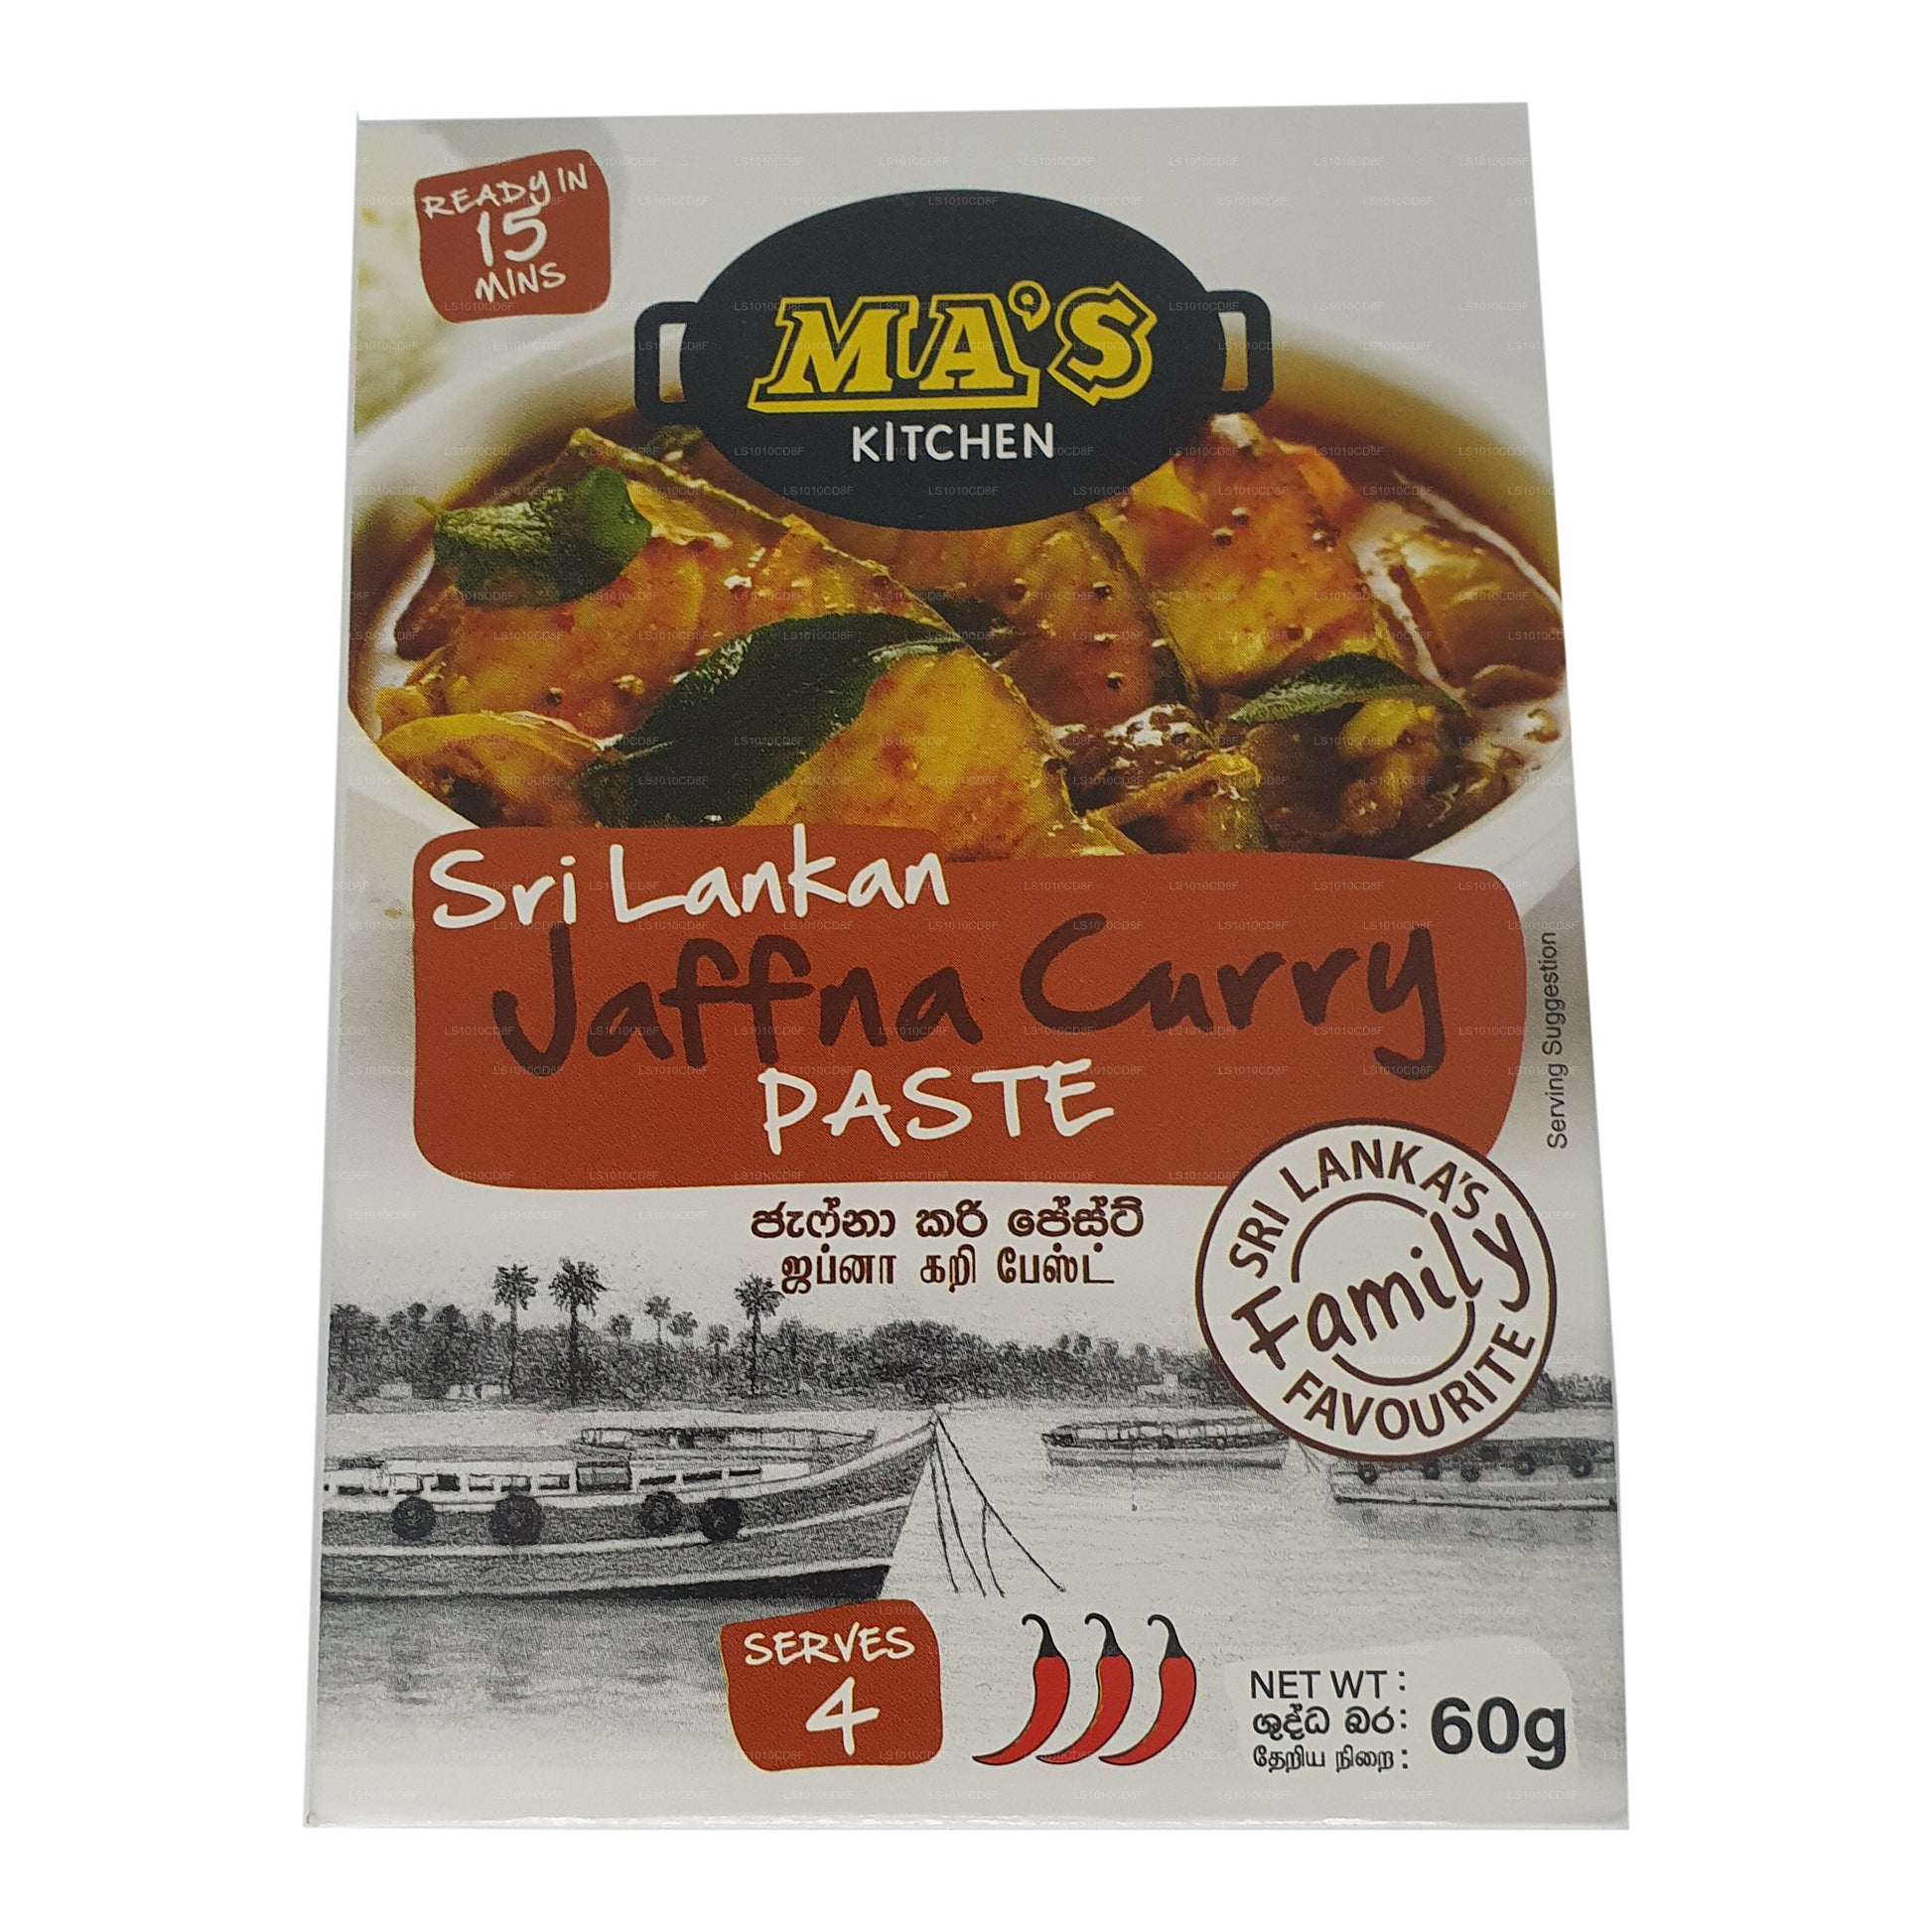 READY IN
15
MINS
MA'S
KITCHEN
Sri Lankan
Jaffna Curry
PASTE
Serving Suggestion
ජැෆ්නා කරි පේස්ට්
ஜப்னா கறி பேஸ்ட்
SRI LANKA'S
Family
FAVOURITE
SERVES
4
NET WT :
ශුද්ධ බර:
தேறிய நிறை :
60g
LS1010CD8F